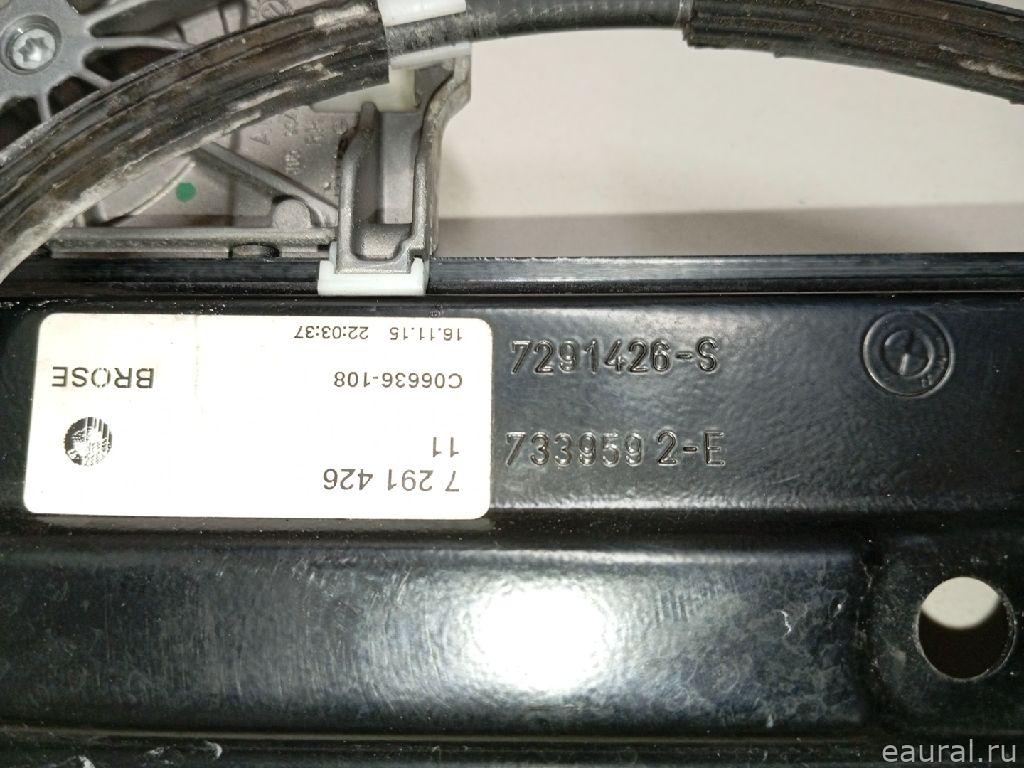 7291426-S
7339592-E
7 291 426
11
C06636-108
16.11.15 22:03:37
BROSE
eaural.ru